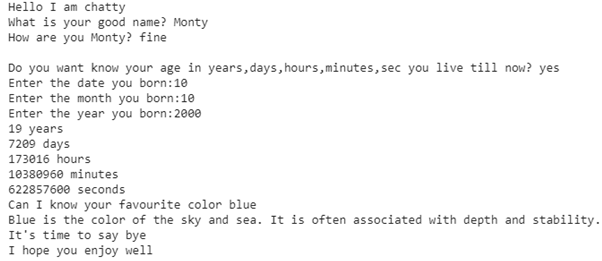 Hello I am chatty
What is your good name? Monty
How are you Monty? fine
Do you want know your age in years,days,hours,minutes,sec you live till now? yes
Enter the date you born:10
Enter the month you born:10
Enter the year you born:2000
19 years
7209 days
173016 hours
10380960 minutes
622857600 seconds
Can I know your favourite color blue
Blue is the color of the sky and sea. It is often associated with depth and stability.
It's time to say bye
I hope you enjoy well